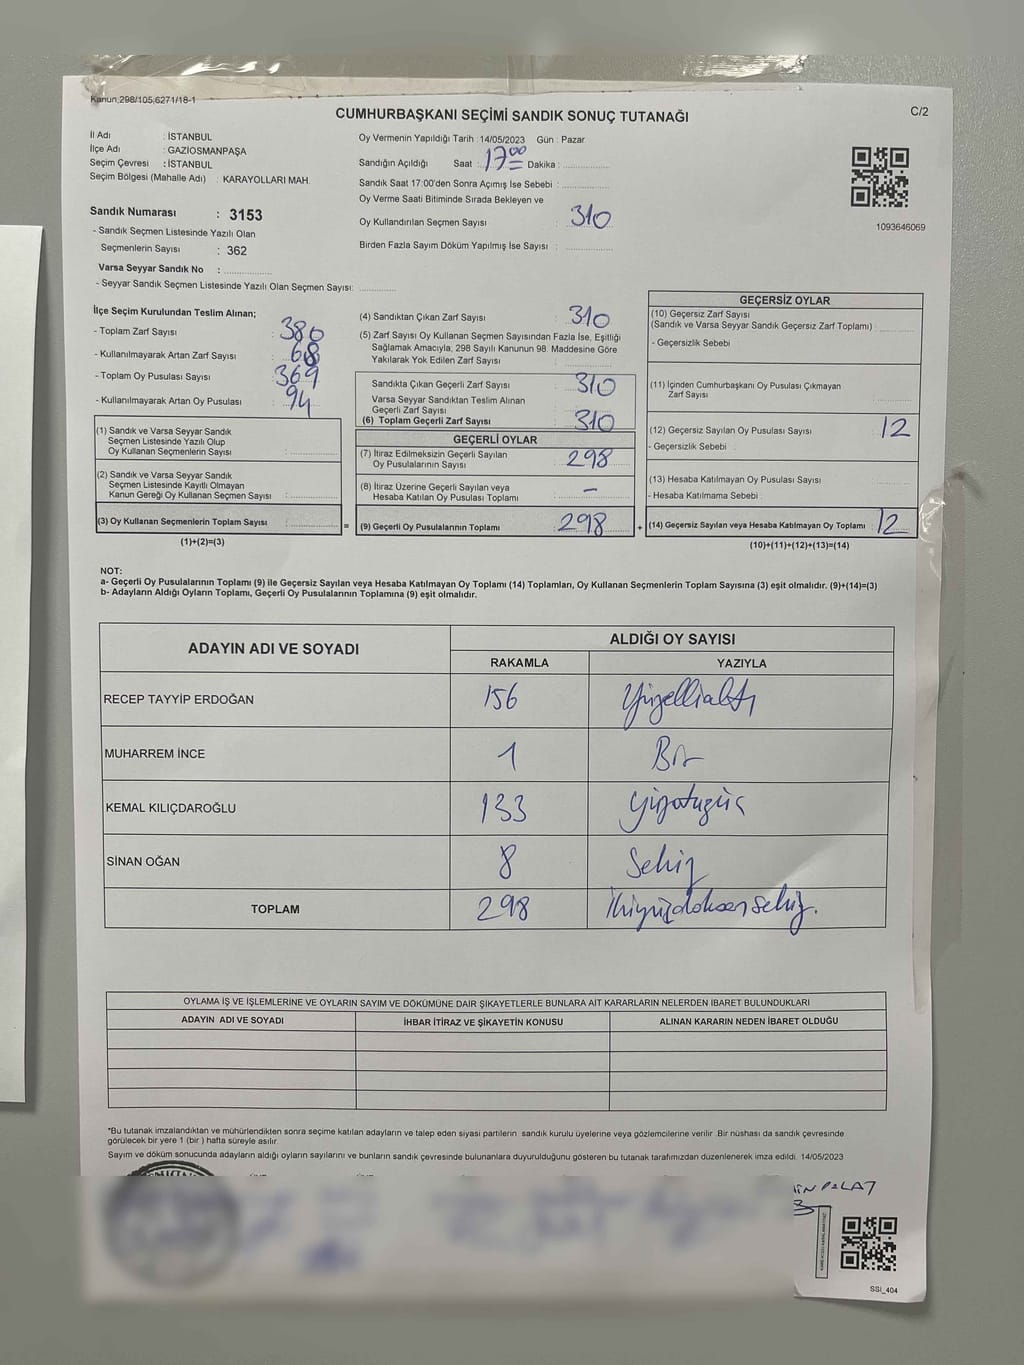 Kanun;298/105,6271/18-1
CUMHURBAŞKANI SEÇİMİ SANDIK SONUÇ TUTANAĞI
C/2
İl Adı : İSTANBUL
İlçe Adı : GAZİOSMANPAŞA
Seçim Çevresi : İSTANBUL
Seçim Bölgesi (Mahalle Adı) : KARAYOLLARI MAH.
Sandık Numarası : 3153
- Sandık Seçmen Listesinde Yazılı Olan
Seçmenlerin Sayısı : 362
Varsa Seyyar Sandık No :
- Seyyar Sandık Seçmen Listesinde Yazılı Olan Seçmen Sayısı:
Oy Vermenin Yapıldığı Tarih : 14/05/2023 Gün : Pazar
Sandığın Açıldığı Saat : 17 00 Dakika :
Sandık Saat 17:00'den Sonra Açımış İse Sebebi :
Oy Verme Saati Bitiminde Sırada Bekleyen ve
Oy Kullandırılan Seçmen Sayısı : 310
Birden Fazla Sayım Döküm Yapılmış İse Sayısı :
1093646069
İlçe Seçim Kurulundan Teslim Alınan;
- Toplam Zarf Sayısı : 380
- Kullanılmayarak Artan Zarf Sayısı : 68
- Toplam Oy Pusulası Sayısı : 369
- Kullanılmayarak Artan Oy Pusulası : 94
(1) Sandık ve Varsa Seyyar Sandık
Seçmen Listesinde Yazılı Olup
Oy Kullanan Seçmenlerin Sayısı :
(2) Sandık ve Varsa Seyyar Sandık
Seçmen Listesinde Kayıtlı Olmayan
Kanun Gereği Oy Kullanan Seçmen Sayısı :
(3) Oy Kullanan Seçmenlerin Toplam Sayısı :
(1)+(2)=(3)
(4) Sandıktan Çıkan Zarf Sayısı : 310
(5) Zarf Sayısı Oy Kullanan Seçmen Sayısından Fazla İse, Eşitliği
Sağlamak Amacıyla, 298 Sayılı Kanunun 98. Maddesine Göre
Yakılarak Yok Edilen Zarf Sayısı :
Sandıkta Çıkan Geçerli Zarf Sayısı : 310
Varsa Seyyar Sandıktan Teslim Alınan
Geçerli Zarf Sayısı :
(6) Toplam Geçerli Zarf Sayısı : 310
GEÇERLİ OYLAR
(7) İtiraz Edilmeksizin Geçerli Sayılan
Oy Pusulalarının Sayısı : 298
(8) İtiraz Üzerine Geçerli Sayılan veya
Hesaba Katılan Oy Pusulası Toplamı : -
= (9) Geçerli Oy Pusulalarının Toplamı : 298 +
GEÇERSİZ OYLAR
(10) Geçersiz Zarf Sayısı
(Sandık ve Varsa Seyyar Sandık Geçersiz Zarf Toplamı) :
- Geçersizlik Sebebi
(11) İçinden Cumhurbaşkanı Oy Pusulası Çıkmayan
Zarf Sayısı :
(12) Geçersiz Sayılan Oy Pusulası Sayısı : 12
- Geçersizlik Sebebi :
(13) Hesaba Katılmayan Oy Pusulası Sayısı :
- Hesaba Katılmama Sebebi :
(14) Geçersiz Sayılan veya Hesaba Katılmayan Oy Toplamı : 12
(10)+(11)+(12)+(13)=(14)
NOT:
a- Geçerli Oy Pusulalarının Toplamı (9) ile Geçersiz Sayılan veya Hesaba Katılmayan Oy Toplamı (14) Toplamları, Oy Kullanan Seçmenlerin Toplam Sayısına (3) eşit olmalıdır. (9)+(14)=(3)
b- Adayların Aldığı Oyların Toplamı, Geçerli Oy Pusulalarının Toplamına (9) eşit olmalıdır.
ADAYIN ADI VE SOYADI ALDIĞI OY SAYISI
RAKAMLA YAZIYLA
RECEP TAYYİP ERDOĞAN 156 Yüzellialtı
MUHARREM İNCE 1 Bir
KEMAL KILIÇDAROĞLU 133 yüzotuzüç
SİNAN OĞAN 8 Sekiz
TOPLAM 298 İkiyüzdoksansekiz.
OYLAMA İŞ VE İŞLEMLERİNE VE OYLARIN SAYIM VE DÖKÜMÜNE DAİR ŞİKAYETLERLE BUNLARA AİT KARARLARIN NELERDEN İBARET BULUNDUKLARI
ADAYIN ADI VE SOYADI İHBAR İTİRAZ VE ŞİKAYETİN KONUSU ALINAN KARARIN NEDEN İBARET OLDUĞU
*Bu tutanak imzalandıktan ve mühürlendikten sonra seçime katılan adayların ve talep eden siyasi partilerin sandık kurulu üyelerine veya gözlemcilerine verilir. Bir nüshası da sandık çevresinde
görülecek bir yere 1 (bir ) hafta süreyle asılır.
Sayım ve döküm sonucunda adayların aldığı oyların sayılarını ve bunların sandık çevresinde bulunanlara duyurulduğunu gösteren bu tutanak tarafımızdan düzenlenerek imza edildi. 14/05/2023
POLAT
SSI_404